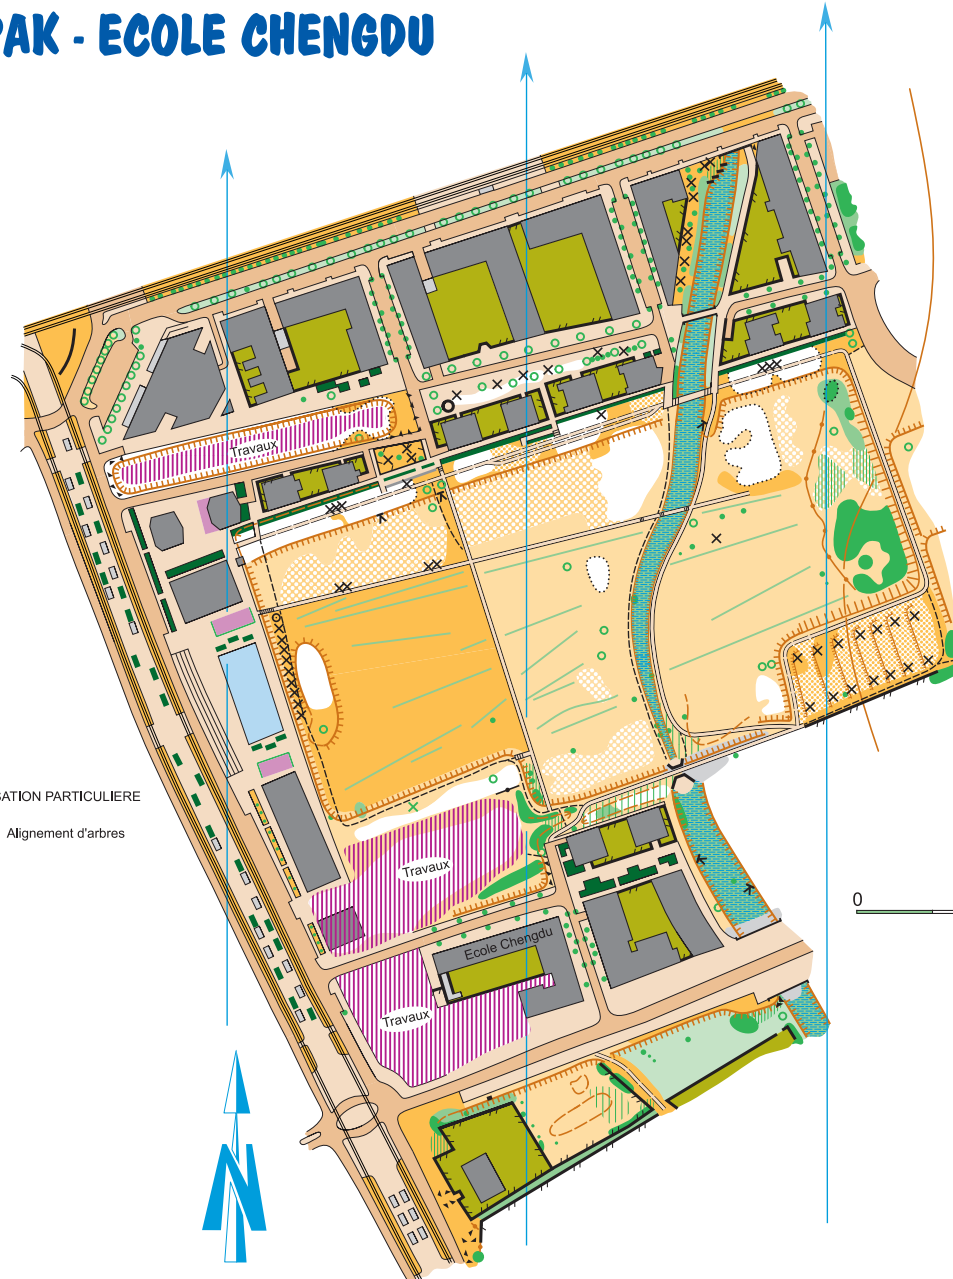 PAK - ECOLE CHENGDU
Travaux
SATION PARTICULIERE
Alignement d'arbres
Travaux
0
Ecole Chengdu
Travaux
N